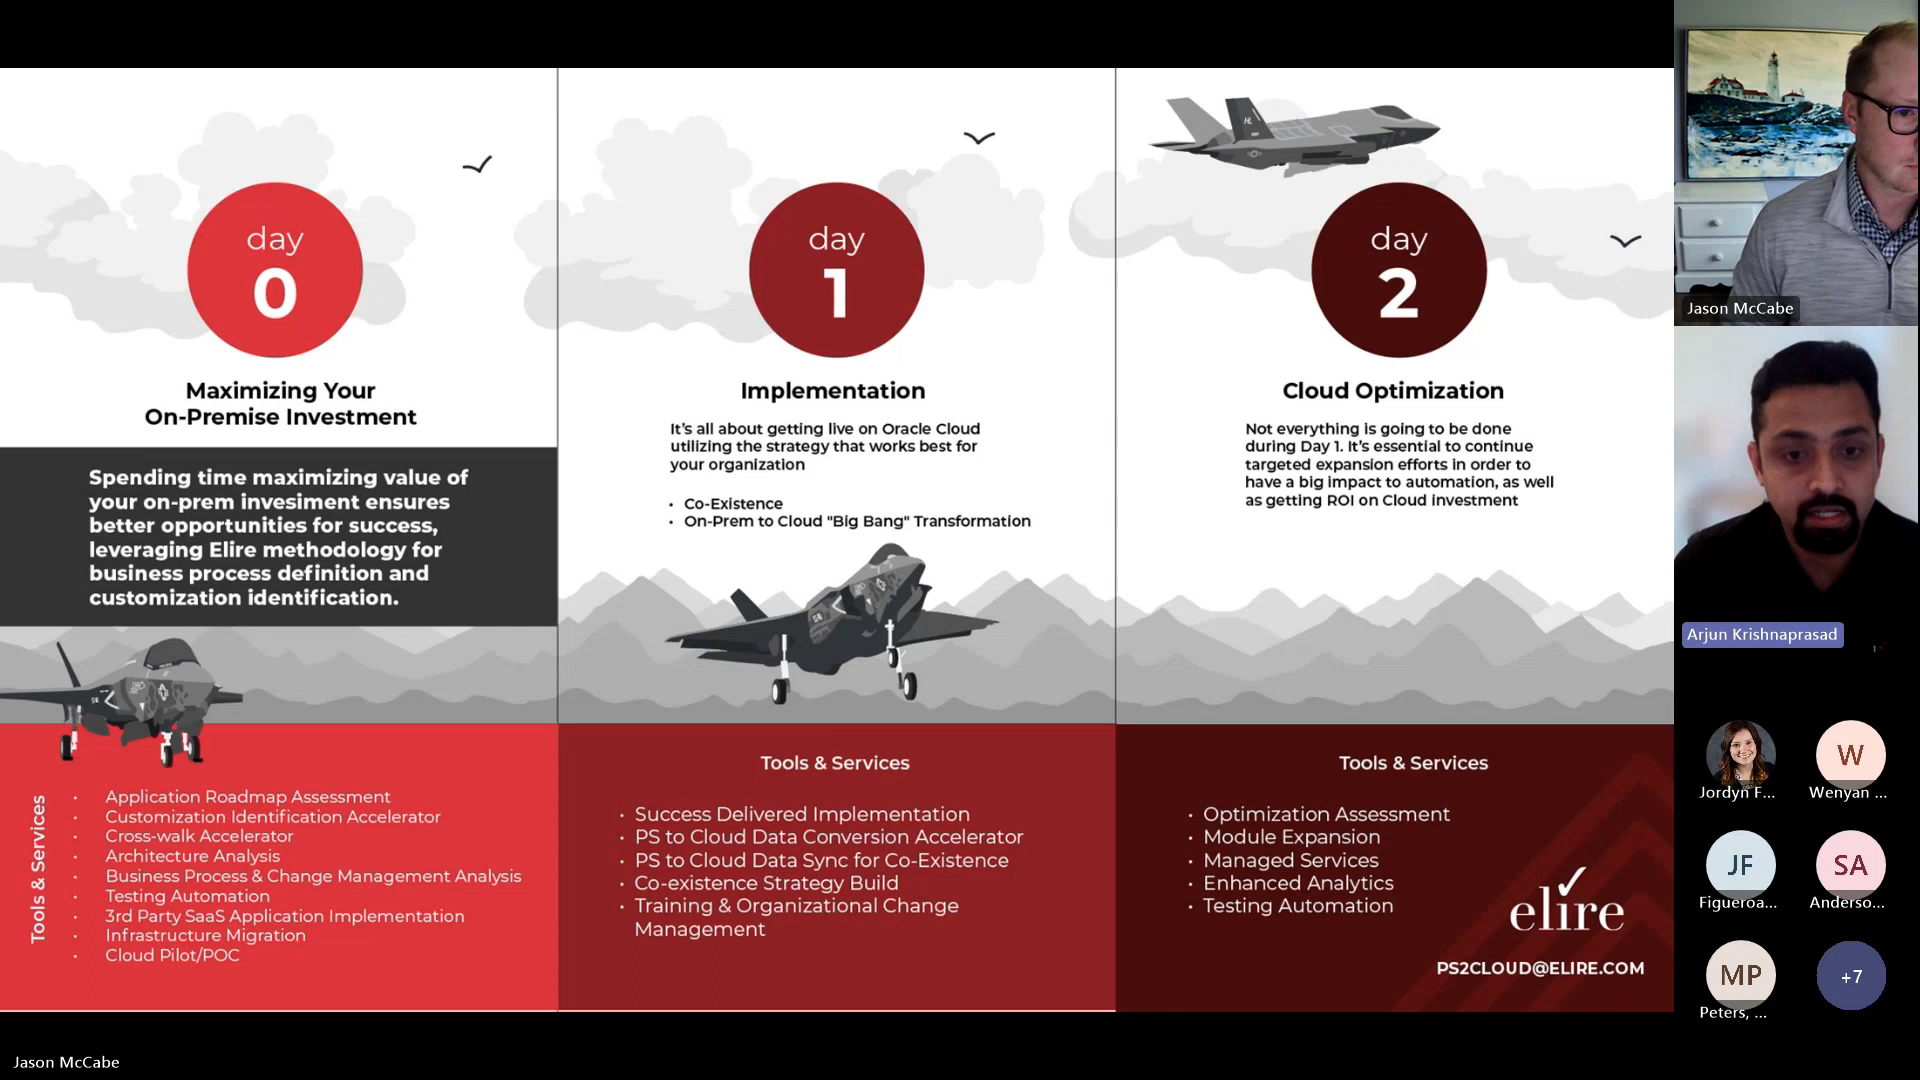 day
0
Maximizing Your
On-Premise Investment
Spending time maximizing value of
your on-prem invesiment ensures
better opportunities for success,
leveraging Elire methodology for
business process definition and
customization identification.
Tools & Services
• Application Roadmap Assessment
• Customization Identification Accelerator
• Cross-walk Accelerator
• Architecture Analysis
• Business Process & Change Management Analysis
• Testing Automation
• 3rd Party SaaS Application Implementation
• Infrastructure Migration
• Cloud Pilot/POC
day
1
Implementation
It's all about getting live on Oracle Cloud
utilizing the strategy that works best for
your organization
• Co-Existence
• On-Prem to Cloud "Big Bang" Transformation
Tools & Services
• Success Delivered Implementation
• PS to Cloud Data Conversion Accelerator
• PS to Cloud Data Sync for Co-Existence
• Co-existence Strategy Build
• Training & Organizational Change
Management
HL
day
2
Cloud Optimization
Not everything is going to be done
during Day 1. It's essential to continue
targeted expansion efforts in order to
have a big impact to automation, as well
as getting ROI on Cloud investment
Tools & Services
• Optimization Assessment
• Module Expansion
• Managed Services
• Enhanced Analytics
• Testing Automation
elire
PS2CLOUD@ELIRE.COM
Jason McCabe
Arjun Krishnaprasad
Jordyn F...
W
Wenyan ...
JF
Figueroa...
SA
Anderso...
MP
Peters, ...
+7
Jason McCabe